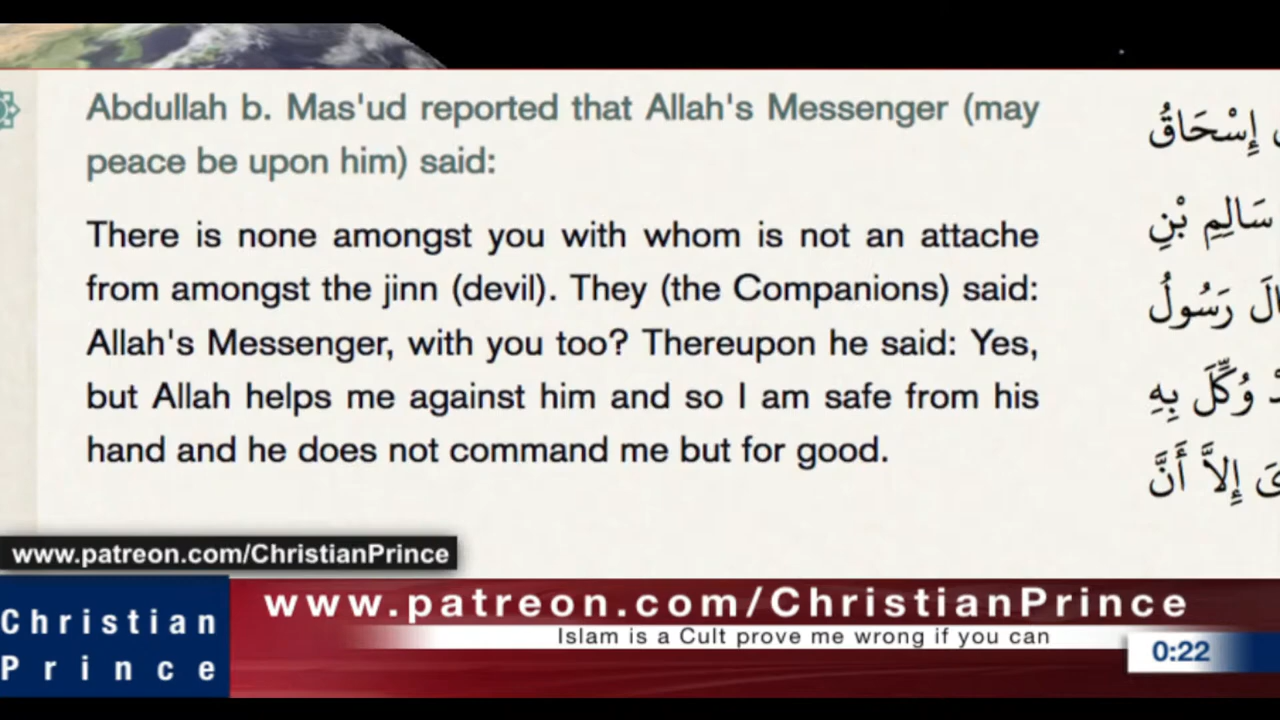 Abdullah b. Mas'ud reported that Allah's Messenger (may
peace be upon him) said:
There is none amongst you with whom is not an attache
from amongst the jinn (devil). They (the Companions) said:
Allah's Messenger, with you too? Thereupon he said: Yes,
but Allah helps me against him and so I am safe from his
hand and he does not command me but for good.
إِسْحَاقُ
سَالِمِ بْنِ
رَسُولُ
وُكِّلَ بِهِ
إِلاَّ أَنَّ
www.patreon.com/ChristianPrince
www.patreon.com/ChristianPrince
Islam is a Cult prove me wrong if you can
Christian
Prince
0:22